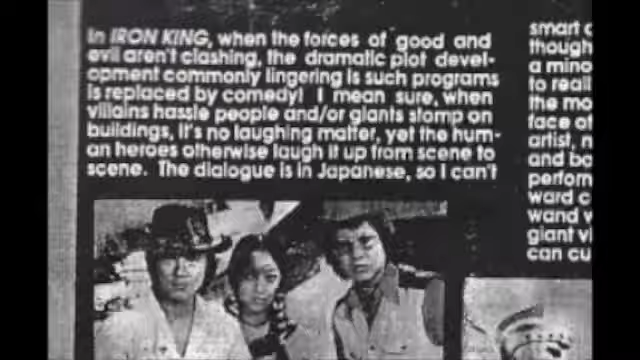 In IRON KING, when the forces of good and
evil aren't clashing, the dramatic plot devel-
opment commonly lingering is such programs
is replaced by comedy! I mean sure, when
villains hassle people and/or giants stomp on
buildings, it's no laughing matter, yet the hum-
an heroes otherwise laugh it up from scene to
scene. The dialogue is in Japanese, so I can't
smart
though
a mino
to reali
the mo
face of
artist,
and
perfom
ward
wand
giant
can